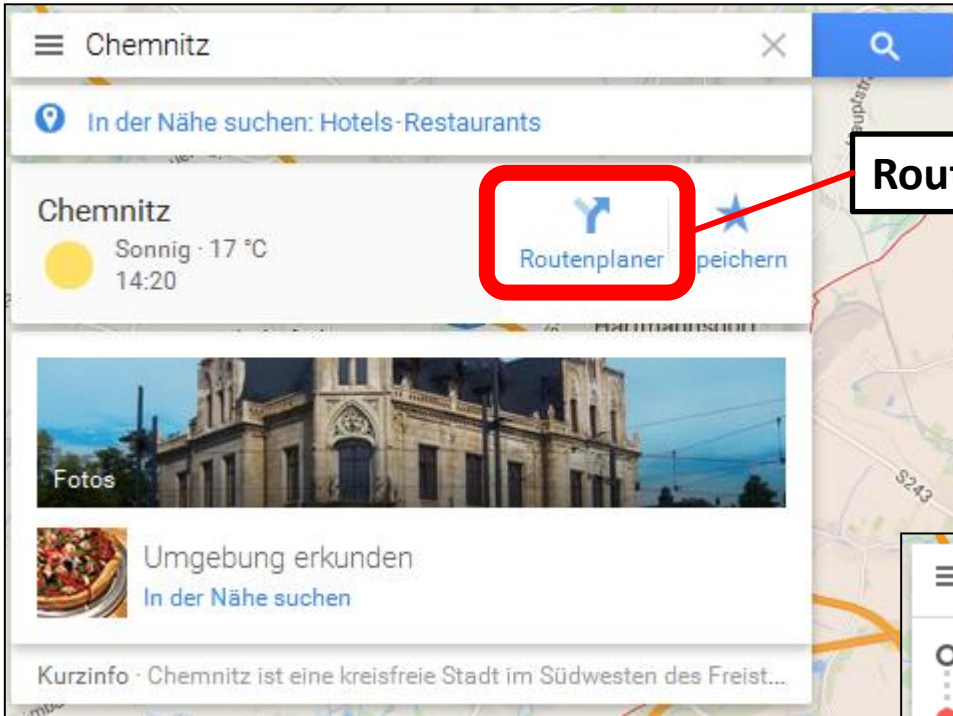 Chemnitz
In der Nähe suchen: Hotels · Restaurants
Chemnitz
Sonnig · 17 °C
14:20
Routenplaner
peichern
Rout
Hartmannsdorf
Fotos
S243
Umgebung erkunden
In der Nähe suchen
Kurzinfo · Chemnitz ist eine kreisfreie Stadt im Südwesten des Freist...